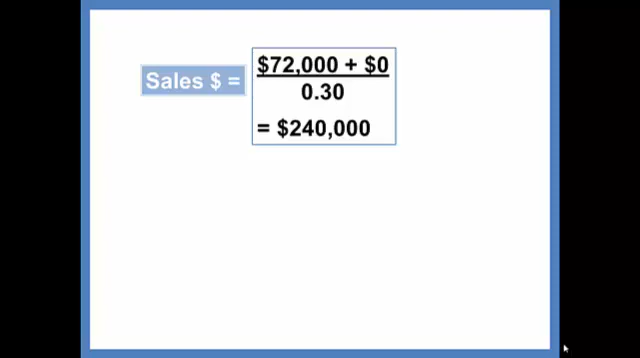 Sales $ =
$72,000 + $0
0.30
= $240,000